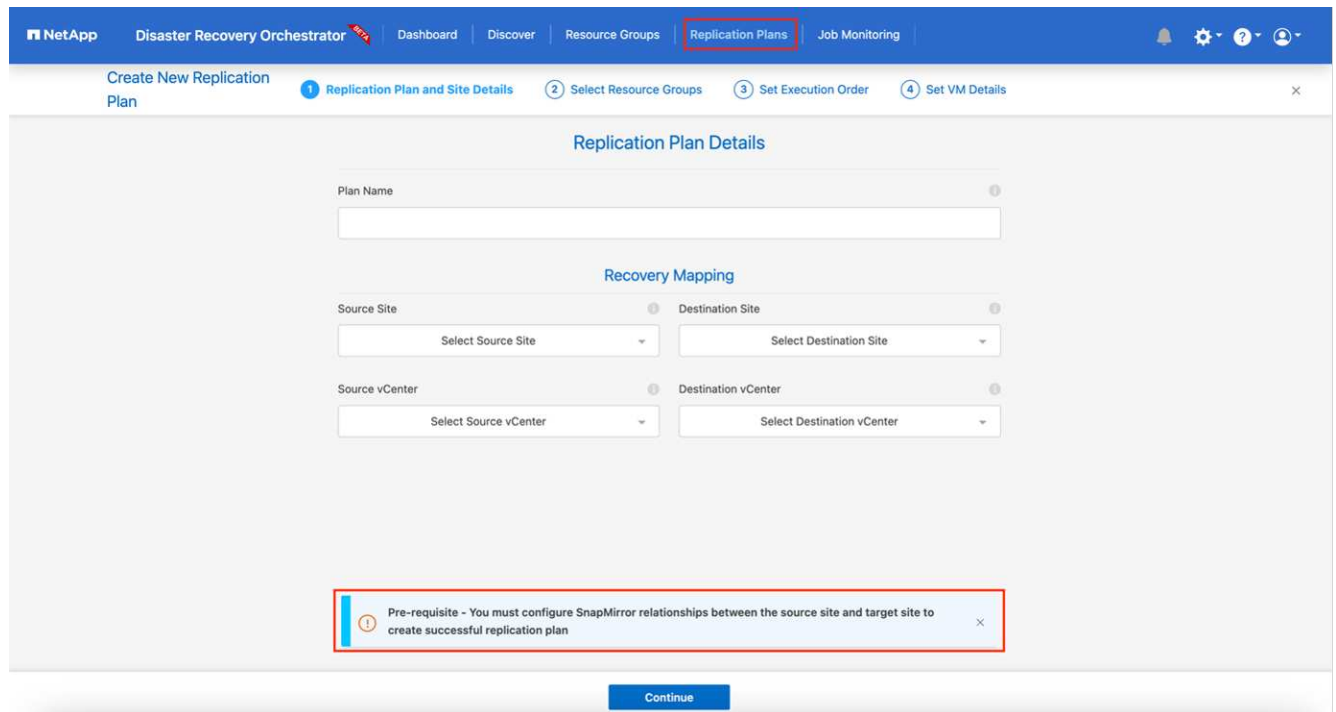 NetApp Disaster Recovery Orchestrator BETA Dashboard Discover Resource Groups Replication Plans Job Monitoring
Create New Replication
Plan
1 Replication Plan and Site Details 2 Select Resource Groups 3 Set Execution Order 4 Set VM Details
Replication Plan Details
Plan Name
Recovery Mapping
Source Site Destination Site
Select Source Site Select Destination Site
Source vCenter Destination vCenter
Select Source vCenter Select Destination vCenter
Pre-requisite - You must configure SnapMirror relationships between the source site and target site to
create successful replication plan
Continue